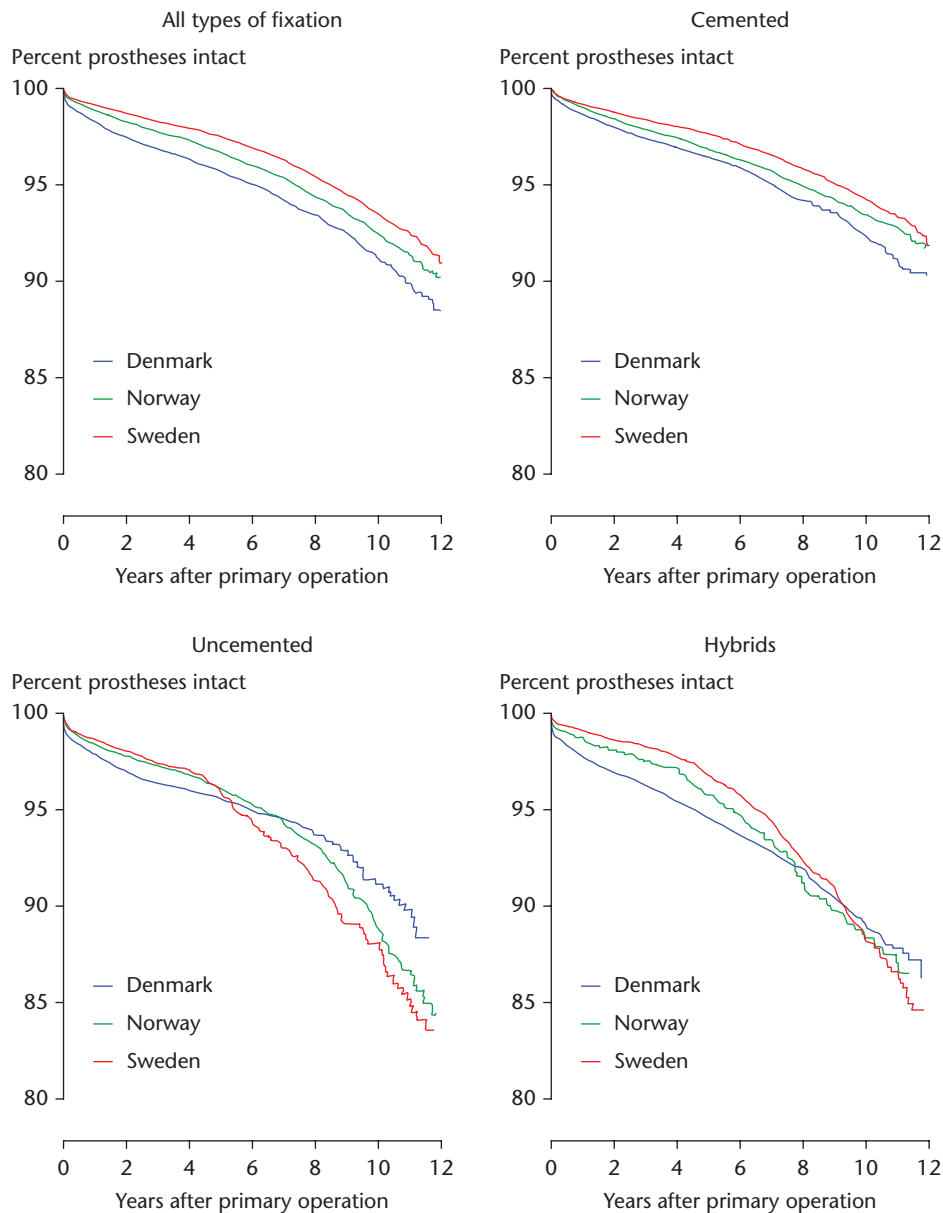 All types of fixation
Percent prostheses intact
100
95
90
85
80
Denmark
Norway
Sweden
0 2 4 6 8 10 12
Years after primary operation
Cemented
Percent prostheses intact
100
95
90
85
80
Denmark
Norway
Sweden
0 2 4 6 8 10 12
Years after primary operation
Uncemented
Percent prostheses intact
100
95
90
85
80
Denmark
Norway
Sweden
0 2 4 6 8 10 12
Years after primary operation
Hybrids
Percent prostheses intact
100
95
90
85
80
Denmark
Norway
Sweden
0 2 4 6 8 10 12
Years after primary operation